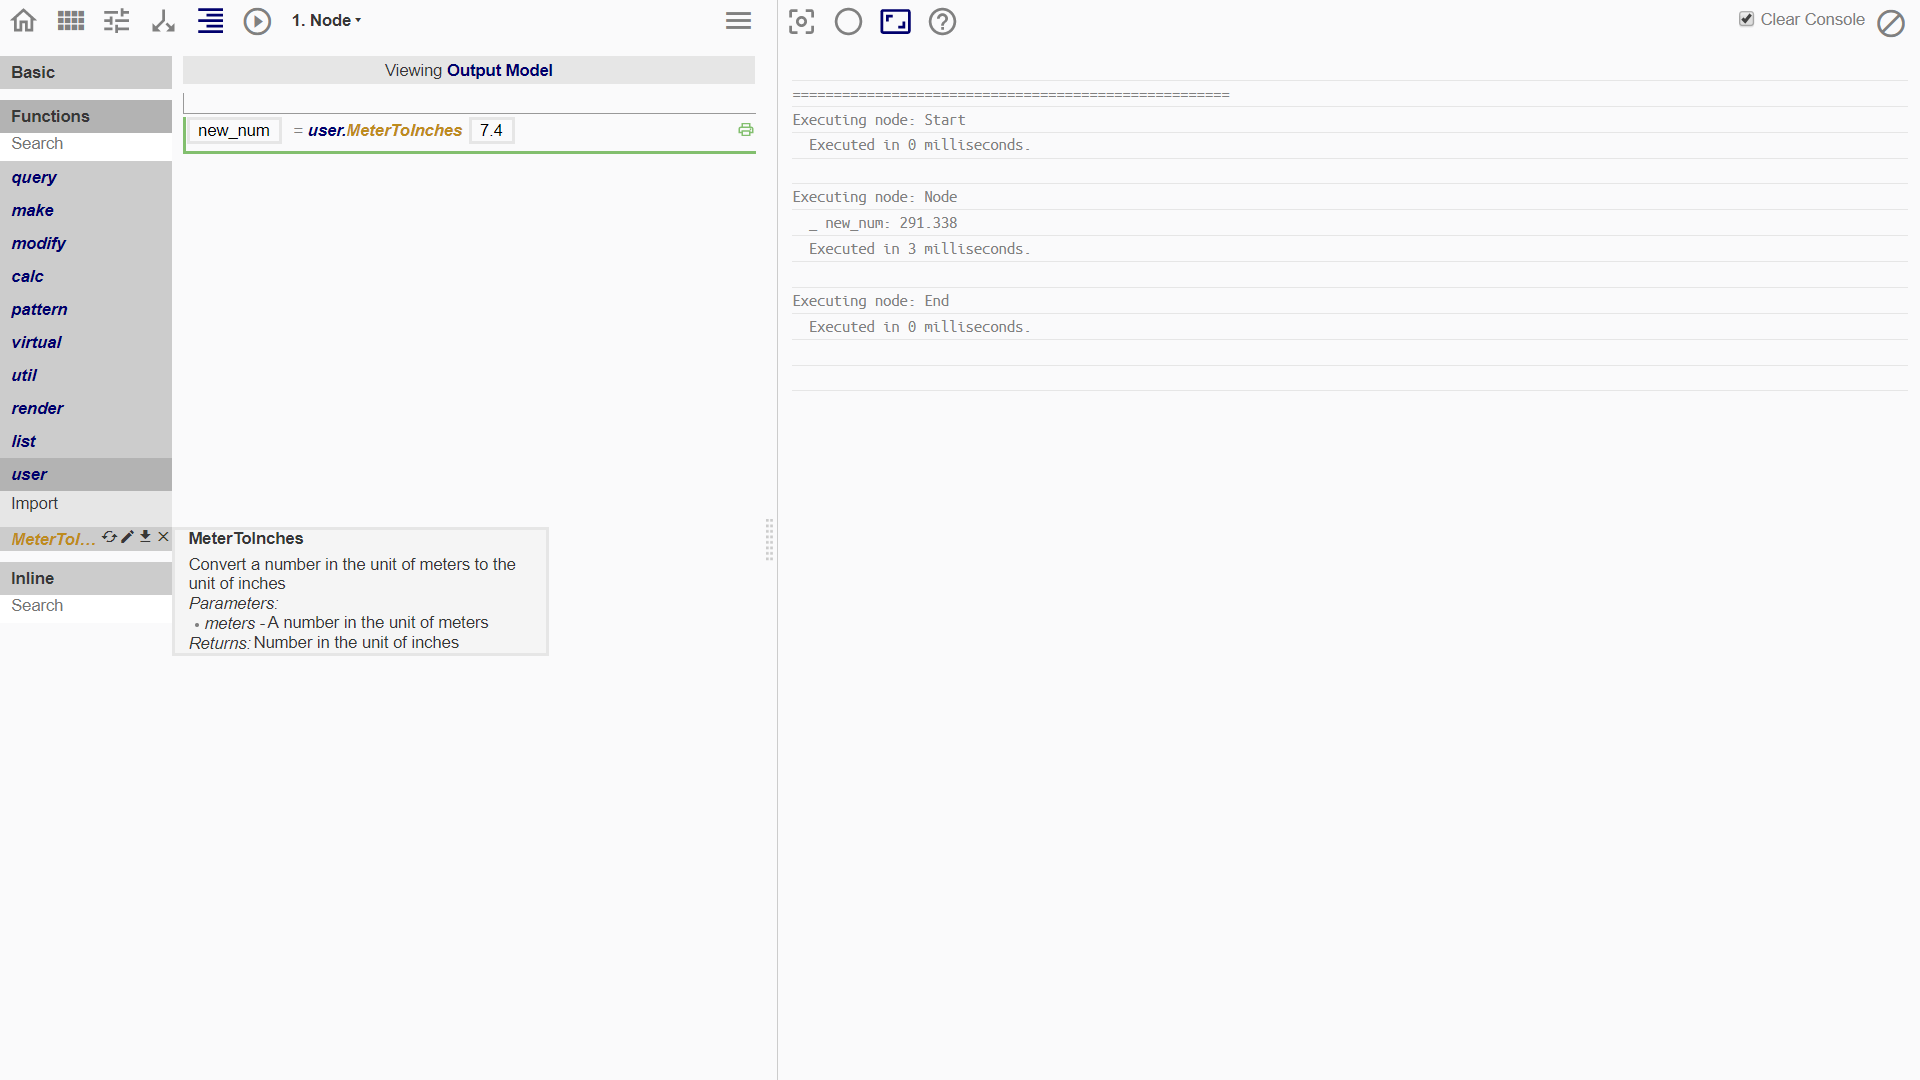 1. Node
Clear Console
Basic
Functions
Search
query
make
modify
calc
pattern
virtual
util
render
list
user
Import
MeterToI...
Inline
Search
Viewing Output Model
new_num = user.MeterToInches 7.4
MeterToInches
Convert a number in the unit of meters to the
unit of inches
Parameters:
• meters - A number in the unit of meters
Returns: Number in the unit of inches
=====================================================
Executing node: Start
Executed in 0 milliseconds.
Executing node: Node
_ new_num: 291.338
Executed in 3 milliseconds.
Executing node: End
Executed in 0 milliseconds.